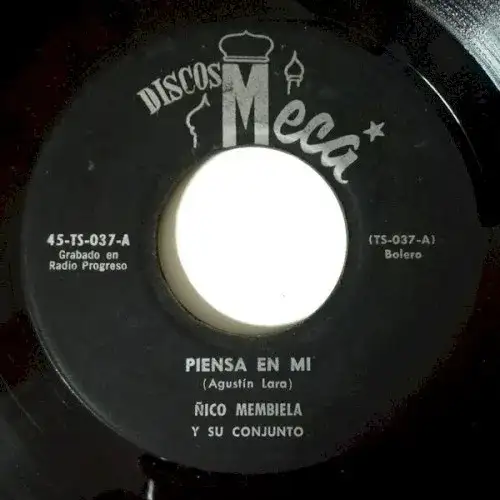 DISCOS
Meca
45-TS-037-A
Grabado en
Radio Progreso
(TS-037-A)
Bolero
PIENSA EN MI
(Agustín Lara)
ÑICO MEMBIELA
Y SU CONJUNTO